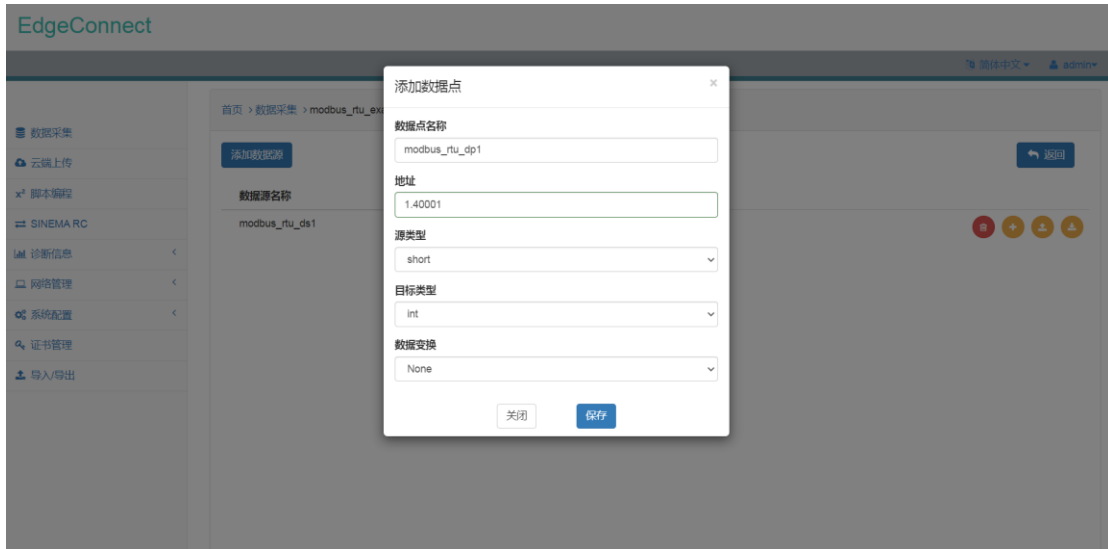 EdgeConnect
简体中文
admin
添加数据点
×
首页 > 数据采集 > modbus_rtu_exa
数据采集
云端上传
脚本编程
SINEMA RC
诊断信息
网络管理
系统配置
证书管理
导入/导出
添加数据源
返回
数据源名称
modbus_rtu_ds1
数据点名称
modbus_rtu_dp1
地址
1.40001
源类型
short
目标类型
int
数据变换
None
关闭
保存